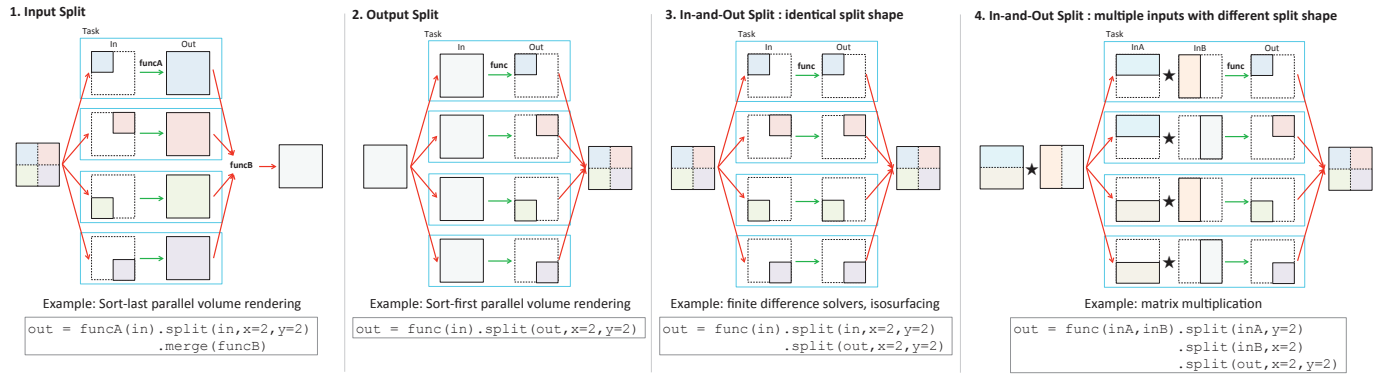 1. Input Split
Task
In
Out
funcA
funcB
Example: Sort-last parallel volume rendering
out = funcA(in).split(in,x=2,y=2)
.merge(funcB)
2. Output Split
Task
In
Out
func
Example: Sort-first parallel volume rendering
out = func(in).split(out,x=2,y=2)
3. In-and-Out Split : identical split shape
Task
In
Out
func
Example: finite difference solvers, isosurfacing
out = func(in).split(in,x=2,y=2)
.split(out,x=2,y=2)
4. In-and-Out Split : multiple inputs with different split shape
Task
InA
InB
Out
func
Example: matrix multiplication
out = func(inA,inB).split(inA,y=2)
.split(inB,x=2)
.split(out,x=2,y=2)